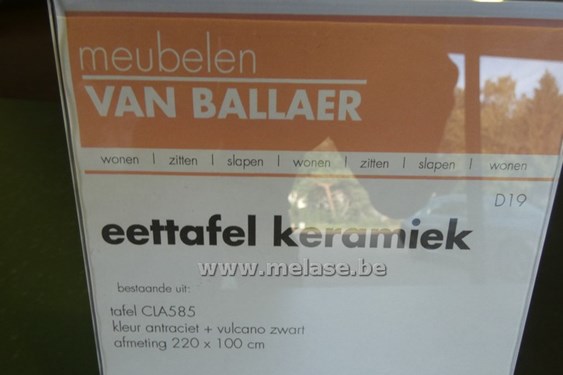 meubelen
VAN BALLAER
wonen | zitten | slapen | wonen | zitten | slapen | wonen
D19
eettafel keramiek
www.melase.be
bestaande uit:
tafel CIA585
kleur antraciet + vulcano zwart
afmeting 220 x 100 cm